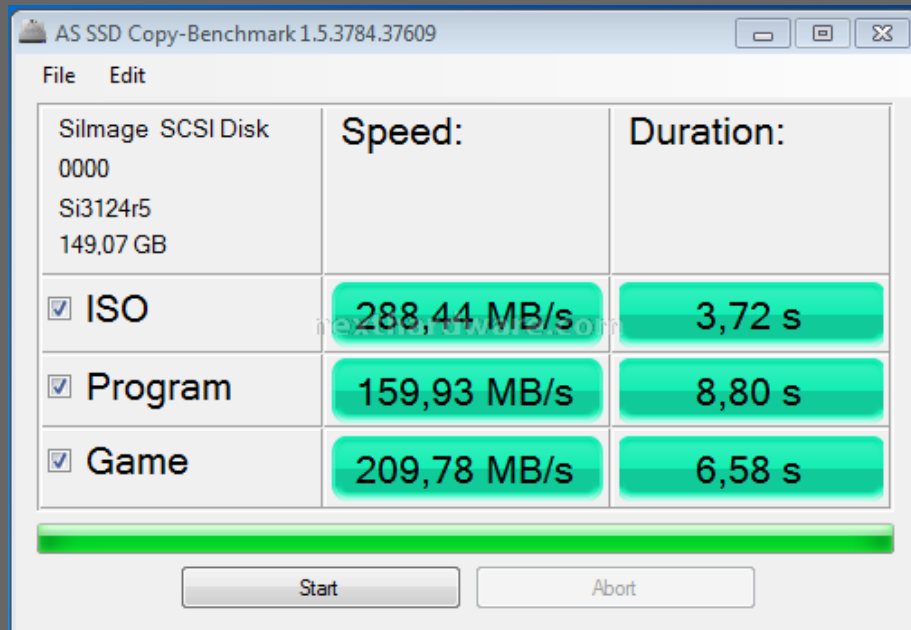 AS SSD Copy-Benchmark 1.5.3784.37609
File Edit
SiImage SCSI Disk
0000
Si3124r5
149,07 GB
Speed:
Duration:
ISO
288,44 MB/s
3,72 s
nexthardware.com
Program
159,93 MB/s
8,80 s
Game
209,78 MB/s
6,58 s
Start
Abort